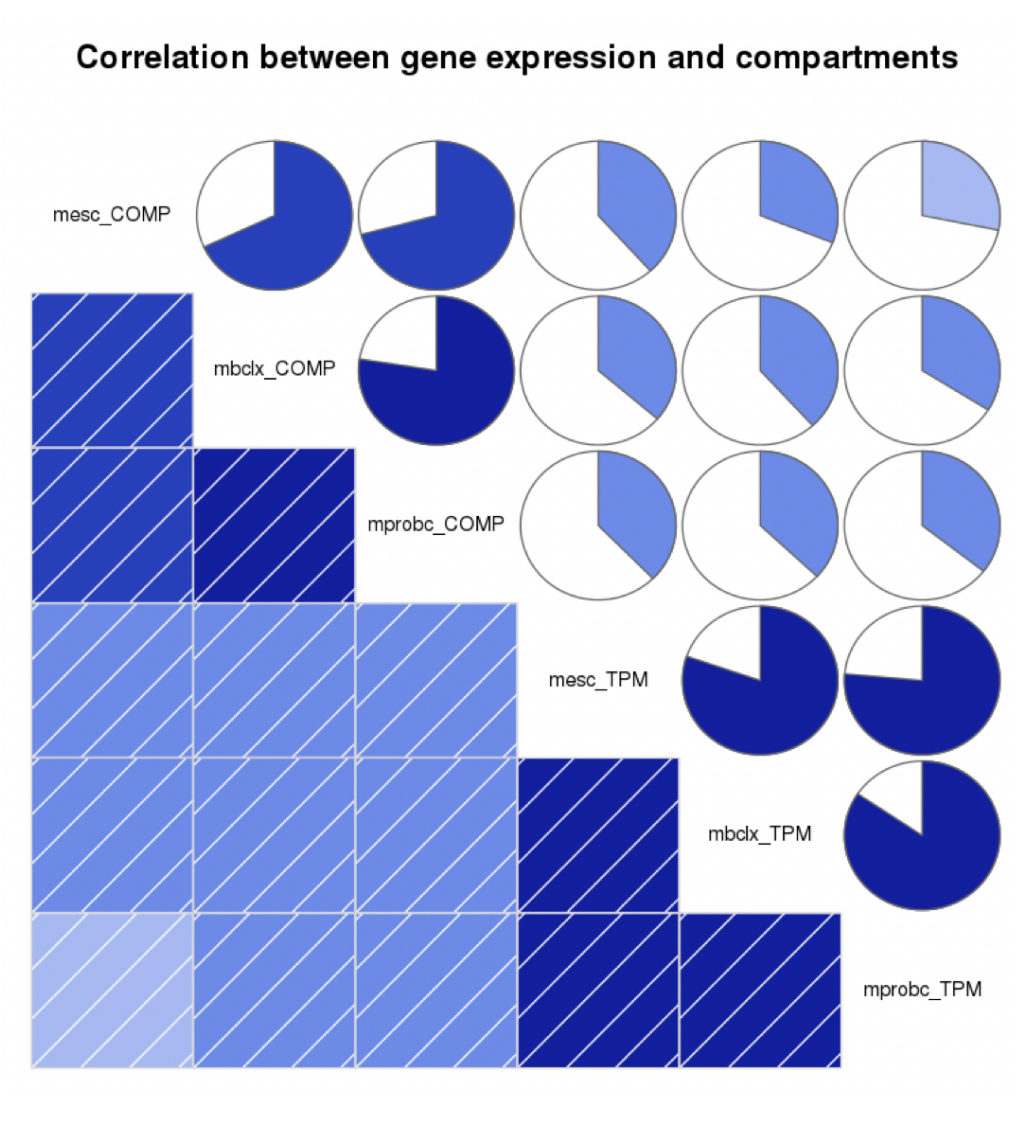 Correlation between gene expression and compartments
mesc_COMP
mbclx_COMP
mprobc_COMP
mesc_TPM
mbclx_TPM
mprobc_TPM